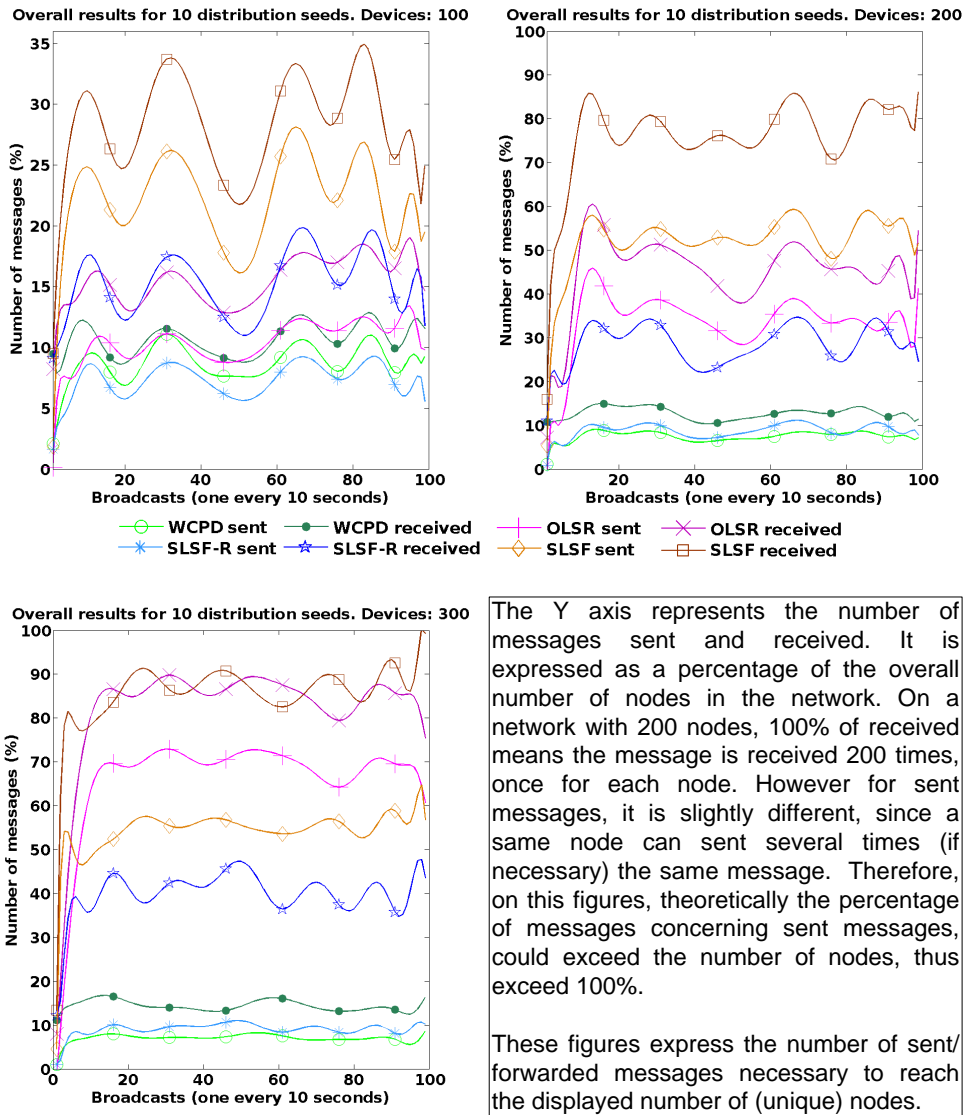 Overall results for 10 distribution seeds. Devices: 100
35
30
25
20
15
10
5
0
Number of messages (%)
0 20 40 60 80 100
Broadcasts (one every 10 seconds)
Overall results for 10 distribution seeds. Devices: 200
100
90
80
70
60
50
40
30
20
10
0
Number of messages (%)
0 20 40 60 80 100
Broadcasts (one every 10 seconds)
WCPD sent WCPD received OLSR sent OLSR received
SLSF-R sent SLSF-R received SLSF sent SLSF received
Overall results for 10 distribution seeds. Devices: 300
100
90
80
70
60
50
40
30
20
10
0
Number of messages (%)
0 20 40 60 80 100
Broadcasts (one every 10 seconds)
The Y axis represents the number of
messages sent and received. It is
expressed as a percentage of the overall
number of nodes in the network. On a
network with 200 nodes, 100% of received
means the message is received 200 times,
once for each node. However for sent
messages, it is slightly different, since a
same node can sent several times (if
necessary) the same message. Therefore,
on this figures, theoretically the percentage
of messages concerning sent messages,
could exceed the number of nodes, thus
exceed 100%.
These figures express the number of sent/
forwarded messages necessary to reach
the displayed number of (unique) nodes.